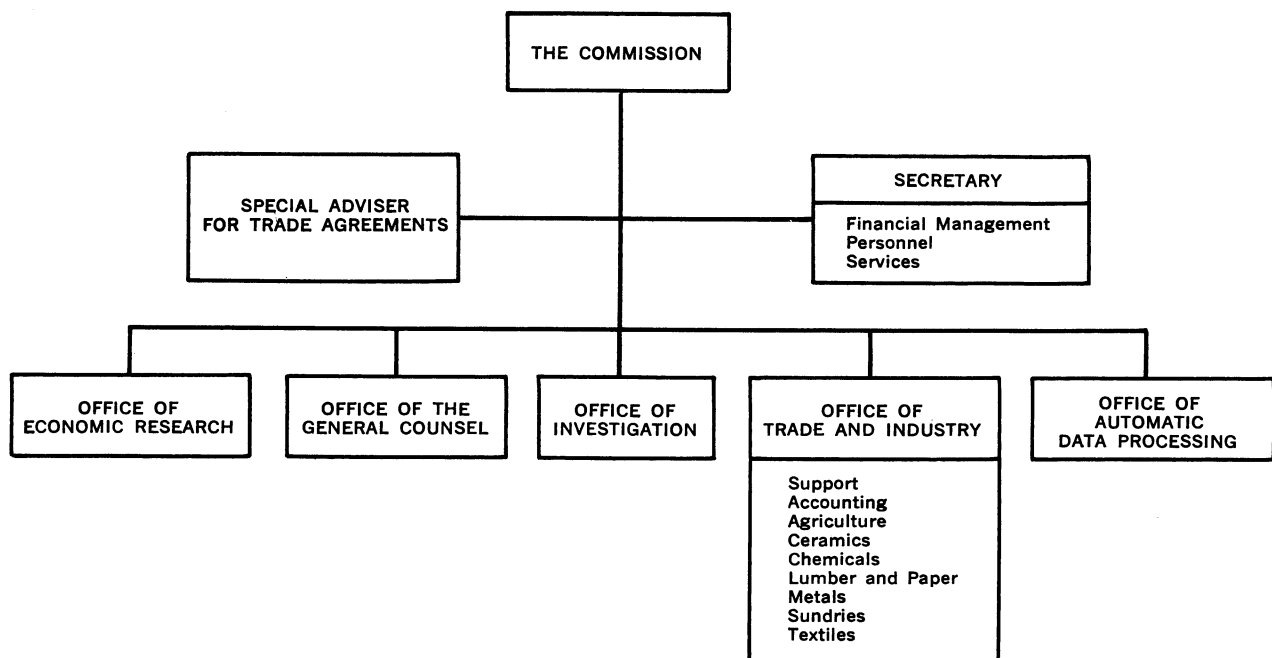 THE COMMISSION
SPECIAL ADVISER
FOR TRADE AGREEMENTS
SECRETARY
Financial Management
Personnel
Services
OFFICE OF
ECONOMIC RESEARCH
OFFICE OF THE
GENERAL COUNSEL
OFFICE OF
INVESTIGATION
OFFICE OF
TRADE AND INDUSTRY
Support
Accounting
Agriculture
Ceramics
Chemicals
Lumber and Paper
Metals
Sundries
Textiles
OFFICE OF
AUTOMATIC
DATA PROCESSING